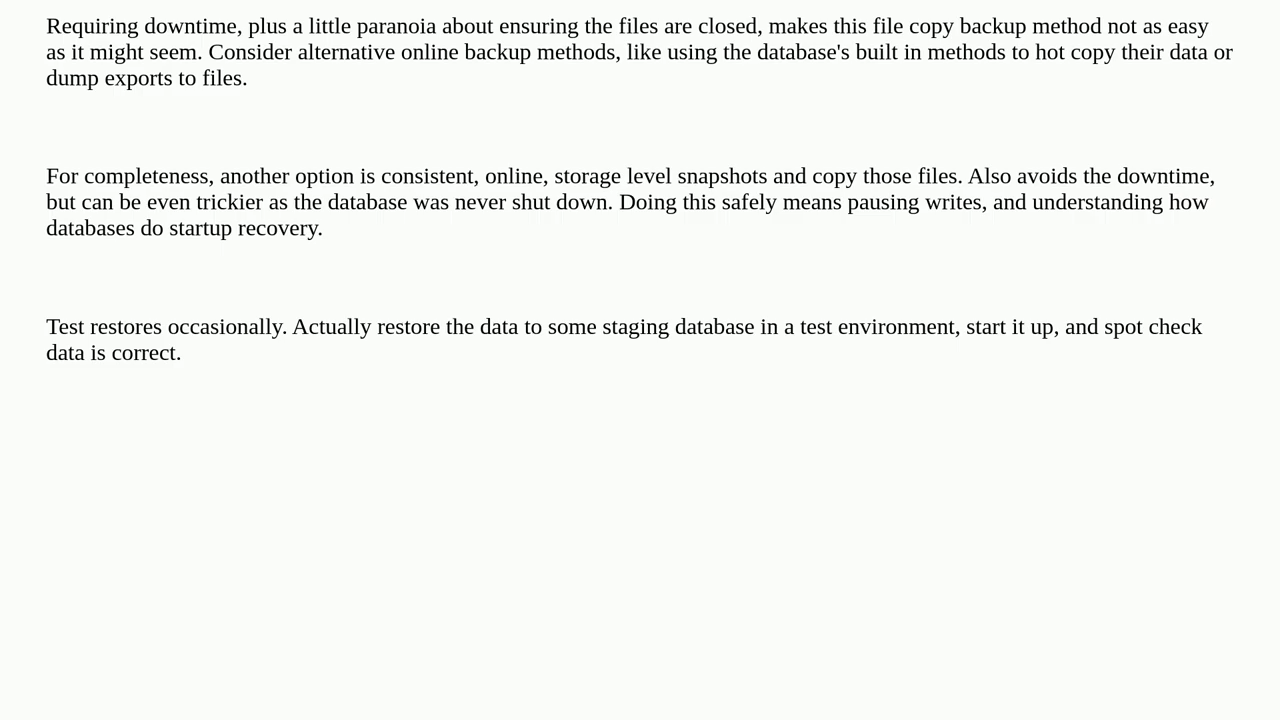 Requiring downtime, plus a little paranoia about ensuring the files are closed, makes this file copy backup method not as easy
as it might seem. Consider alternative online backup methods, like using the database's built in methods to hot copy their data or
dump exports to files.
For completeness, another option is consistent, online, storage level snapshots and copy those files. Also avoids the downtime,
but can be even trickier as the database was never shut down. Doing this safely means pausing writes, and understanding how
databases do startup recovery.
Test restores occasionally. Actually restore the data to some staging database in a test environment, start it up, and spot check
data is correct.